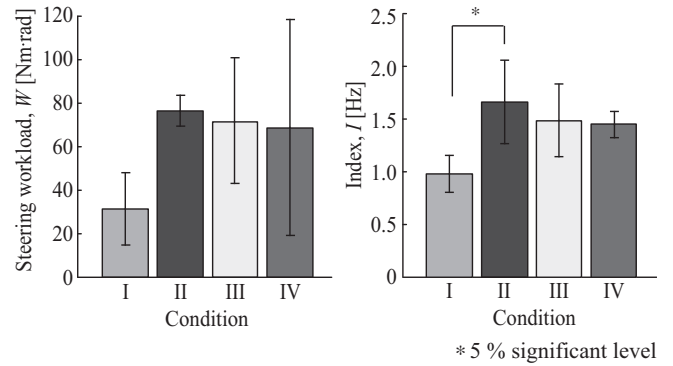 Steering workload, W [Nm·rad]
120
100
80
60
40
20
0
I II III IV
Condition
Index, I [Hz]
2.5
2.0
1.5
1.0
0.5
0.0
*
I II III IV
Condition
* 5 % significant level